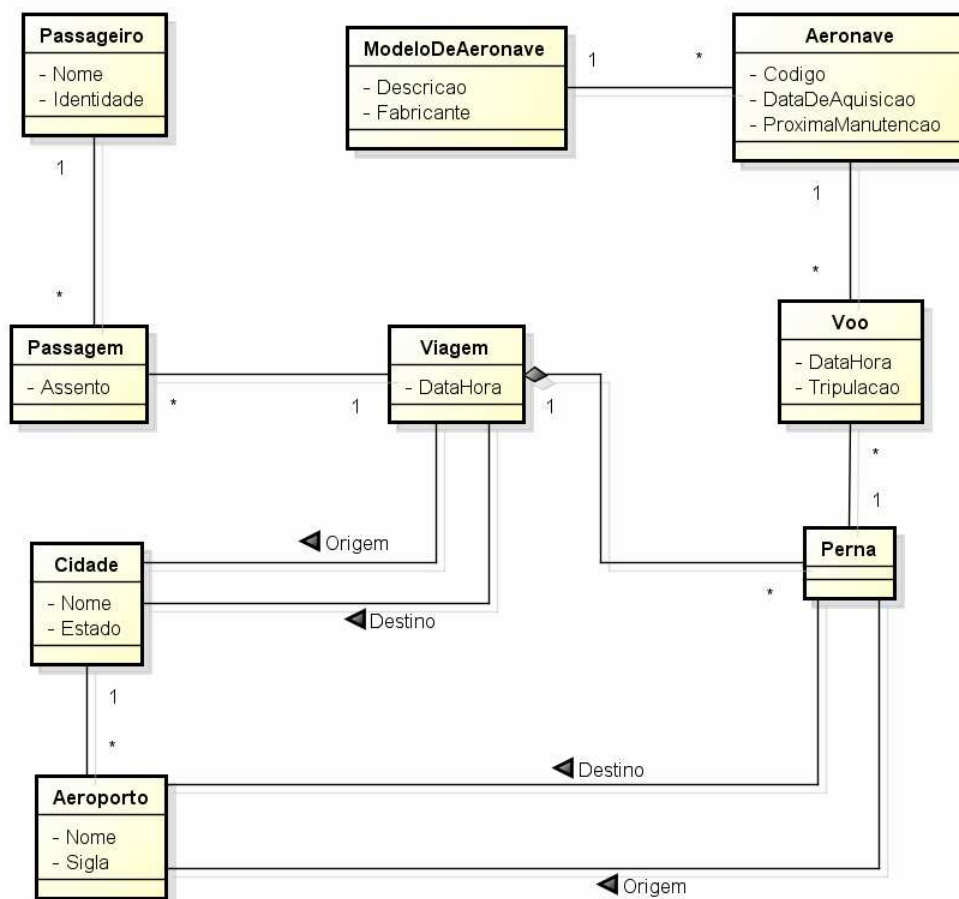 Passageiro
- Nome
- Identidade
ModeloDeAeronave
- Descricao
- Fabricante
1
*
Aeronave
- Codigo
- DataDeAquisicao
- ProximaManutencao
1
*
1
*
Passagem
- Assento
*
1
Viagem
- DataHora
1
*
Voo
- DataHora
- Tripulacao
*
1
Perna
Origem
Destino
Cidade
- Nome
- Estado
1
*
Aeroporto
- Nome
- Sigla
Destino
Origem